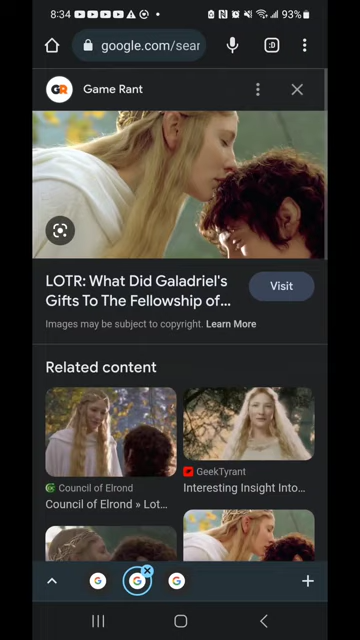 8:34
93%
google.com/sear
:D
GR
Game Rant
LOTR: What Did Galadriel's
Gifts To The Fellowship of...
Visit
Images may be subject to copyright. Learn More
Related content
Council of Elrond
Council of Elrond » Lot...
GeekTyrant
Interesting Insight Into...
G
G
G